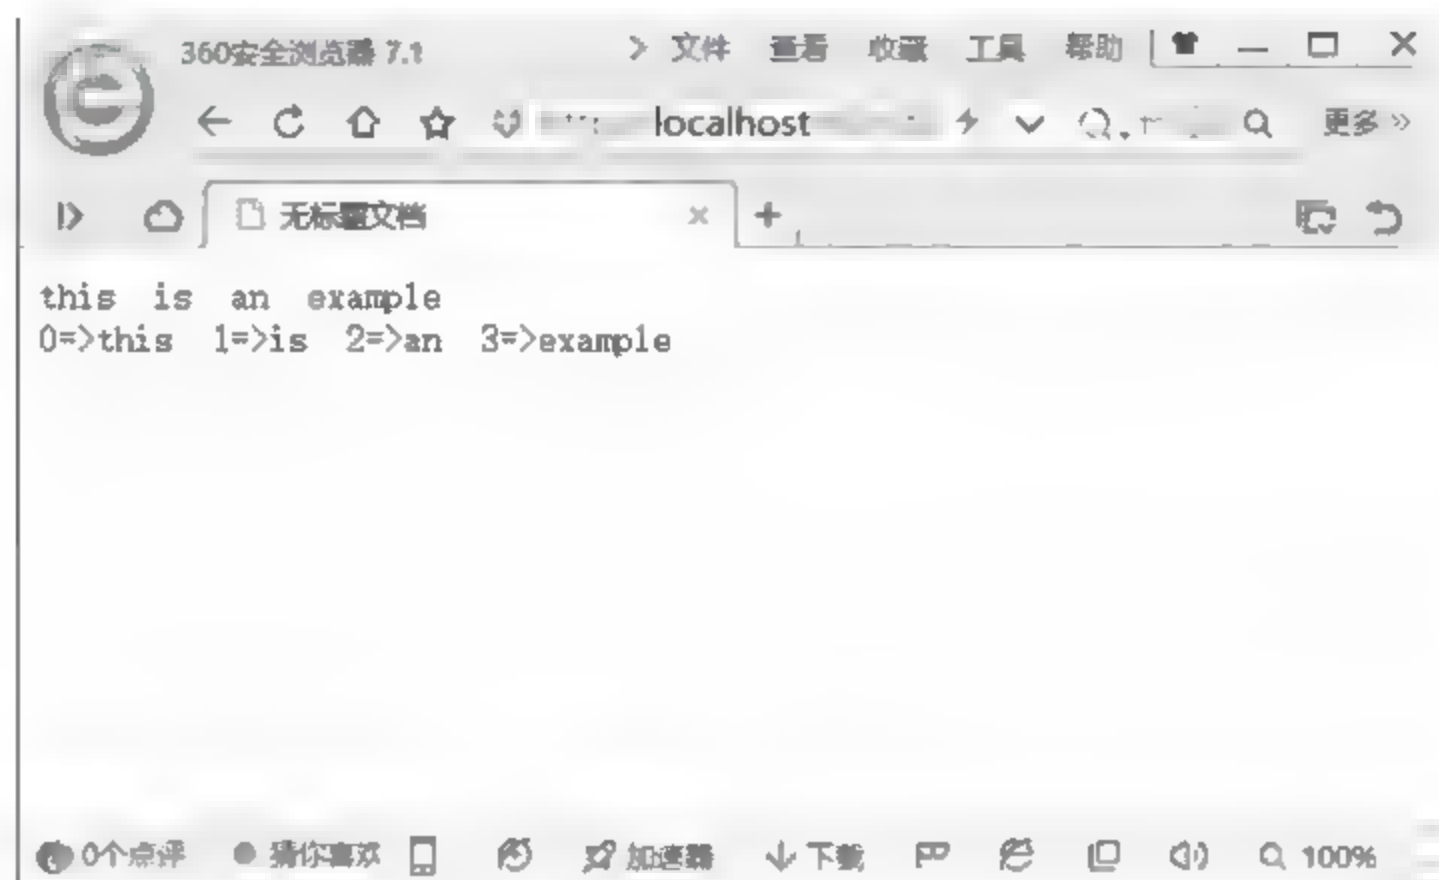 360安全浏览器 7.1 文件 查看 收藏 工具 帮助
localhost 更多 »
无标题文档
this is an example
0=>this 1=>is 2=>an 3=>example
0个点评 猜你喜欢 加速器 下载 100%